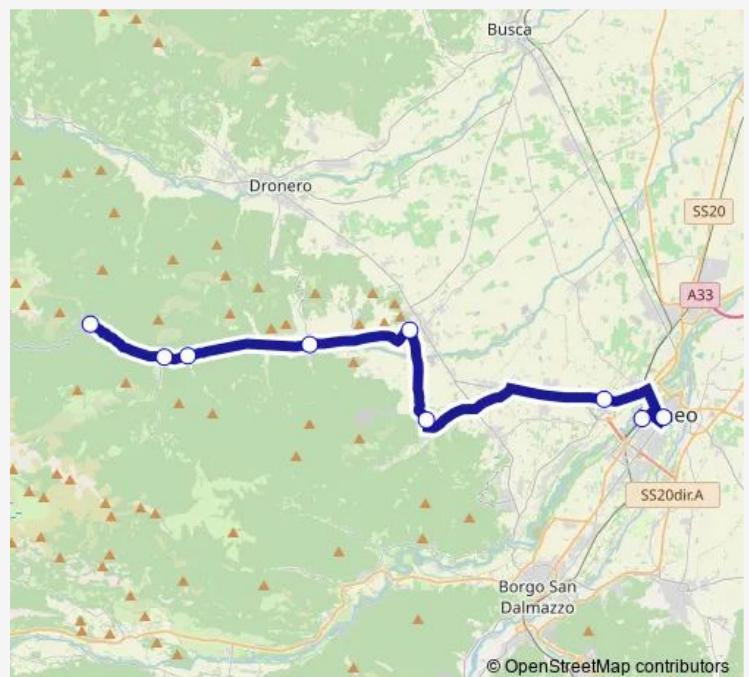 Busca
Dronero
SS20
A33
eo
SS20dir.A
Borgo San
Dalmazzo
© OpenStreetMap contributors